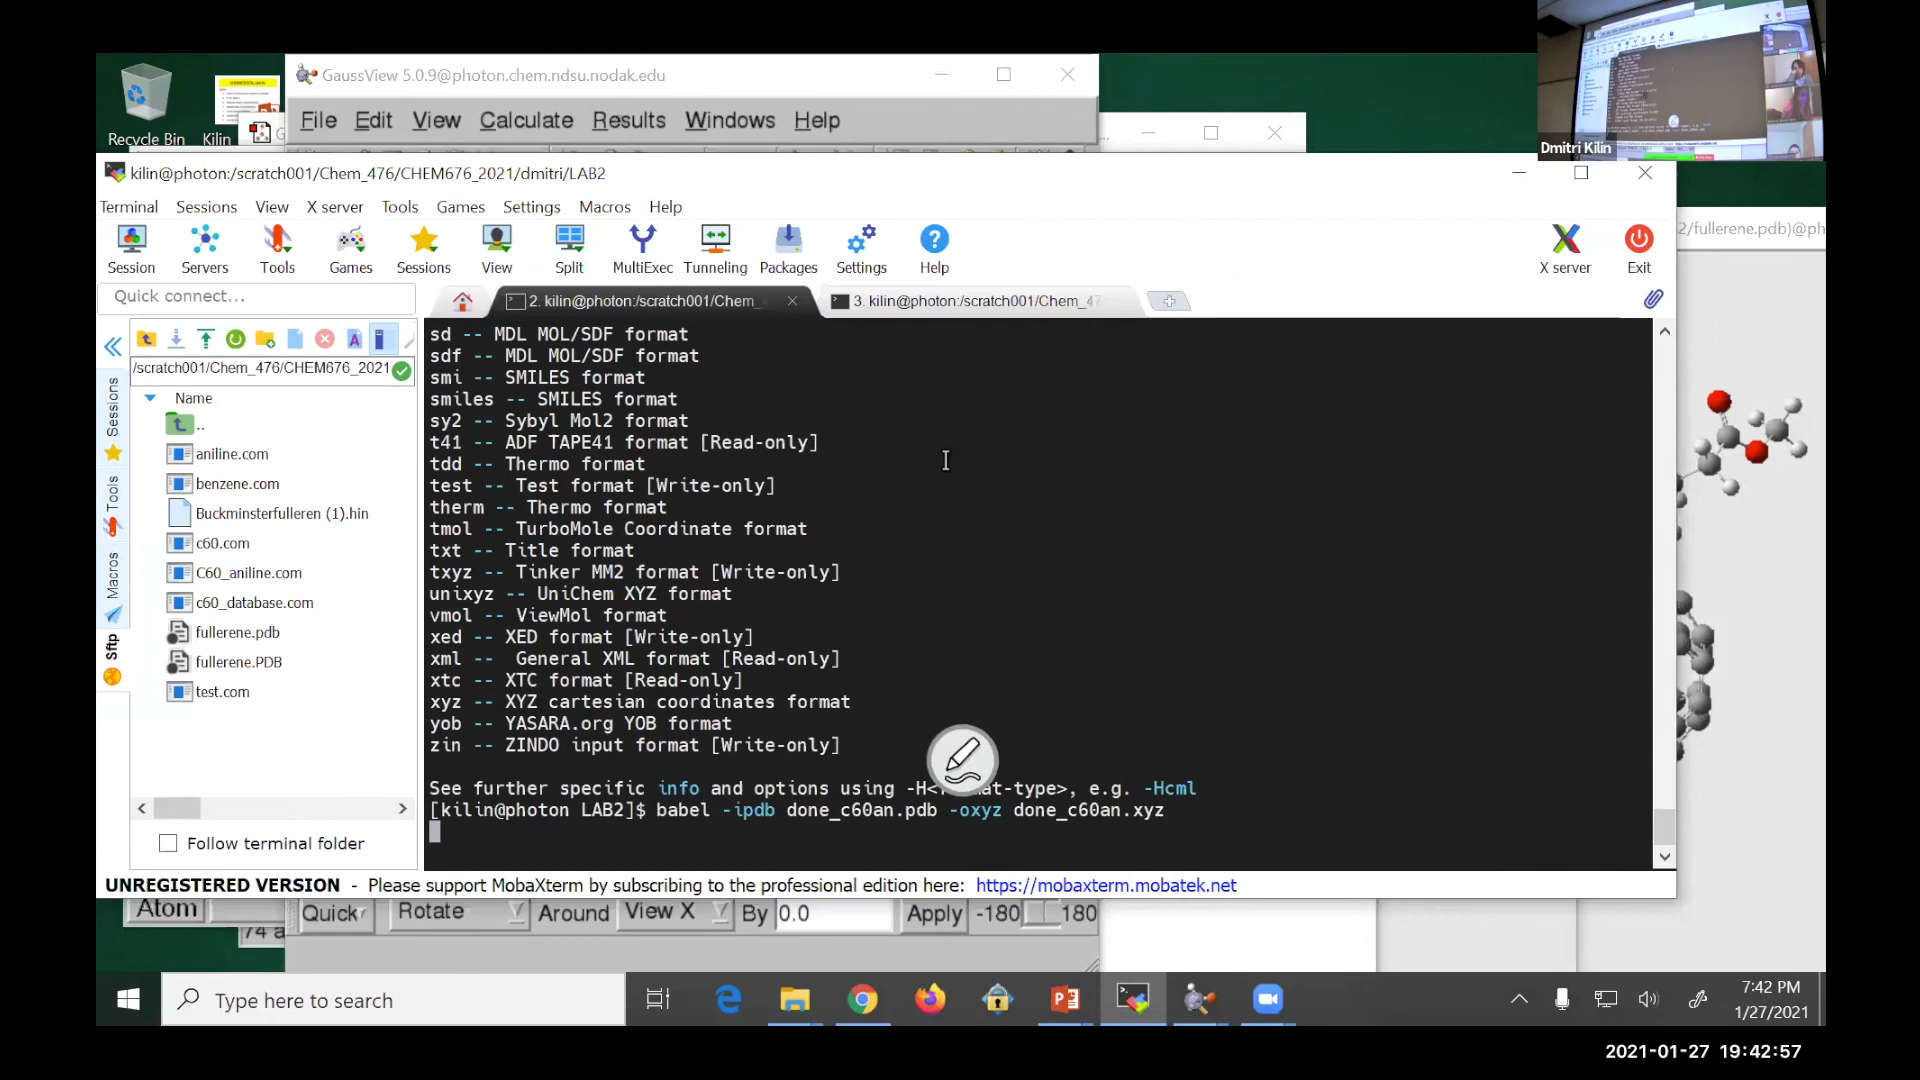 GaussView 5.0.9@photon.chem.ndsu.nodak.edu
File Edit View Calculate Results Windows Help
Recycle Bin Kilin
Dmitri Kilin
kilin@photon:/scratch001/Chem_476/CHEM676_2021/dmitri/LAB2
Terminal Sessions View X server Tools Games Settings Macros Help
2/fullerene.pdb)@ph
Session Servers Tools Games Sessions View Split MultiExec Tunneling Packages Settings Help X server Exit
Quick connect...
2. kilin@photon:/scratch001/Chem_
3. kilin@photon:/scratch001/Chem_47
/scratch001/Chem_476/CHEM676_2021
Name
..
aniline.com
benzene.com
Buckminsterfulleren (1).hin
c60.com
C60_aniline.com
c60_database.com
fullerene.pdb
fullerene.PDB
test.com
Follow terminal folder
Sessions
Tools
Macros
Sftp
sd -- MDL MOL/SDF format
sdf -- MDL MOL/SDF format
smi -- SMILES format
smiles -- SMILES format
sy2 -- Sybyl Mol2 format
t41 -- ADF TAPE41 format [Read-only]
tdd -- Thermo format
test -- Test format [Write-only]
therm -- Thermo format
tmol -- TurboMole Coordinate format
txt -- Title format
txyz -- Tinker MM2 format [Write-only]
unixyz -- UniChem XYZ format
vmol -- ViewMol format
xed -- XED format [Write-only]
xml --  General XML format [Read-only]
xtc -- XTC format [Read-only]
xyz -- XYZ cartesian coordinates format
yob -- YASARA.org YOB format
zin -- ZINDO input format [Write-only]
See further specific info and options using -H< -type>, e.g. -Hcml
[kilin@photon LAB2]$ babel -ipdb done_c60an.pdb -oxyz done_c60an.xyz
UNREGISTERED VERSION - Please support MobaXterm by subscribing to the professional edition here: https://mobaxterm.mobatek.net
Atom
Quick Rotate Around View X By 0.0 Apply -180 180
74 a
Type here to search
7:42 PM
1/27/2021
2021-01-27 19:42:57